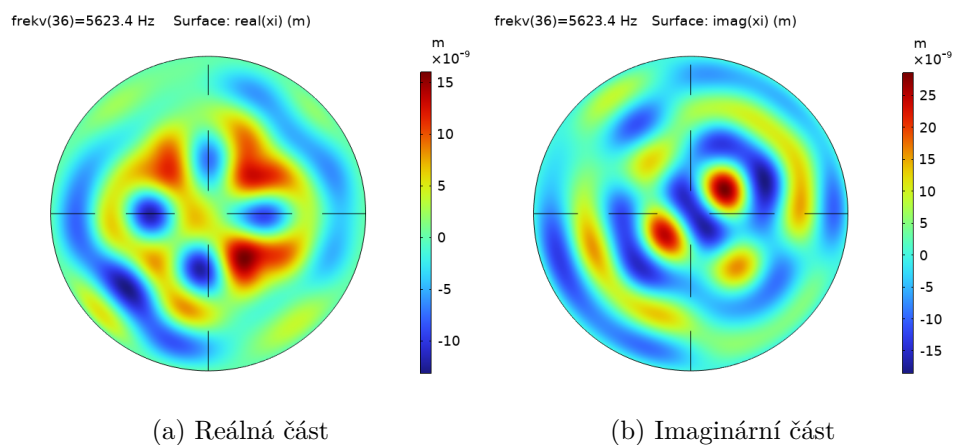 frekv(36)=5623.4 Hz Surface: real(xi) (m)
m
×10⁻⁹
15
10
5
0
-5
-10
(a) Reálná část
frekv(36)=5623.4 Hz Surface: imag(xi) (m)
m
×10⁻⁹
25
20
15
10
5
0
-5
-10
-15
(b) Imaginární část